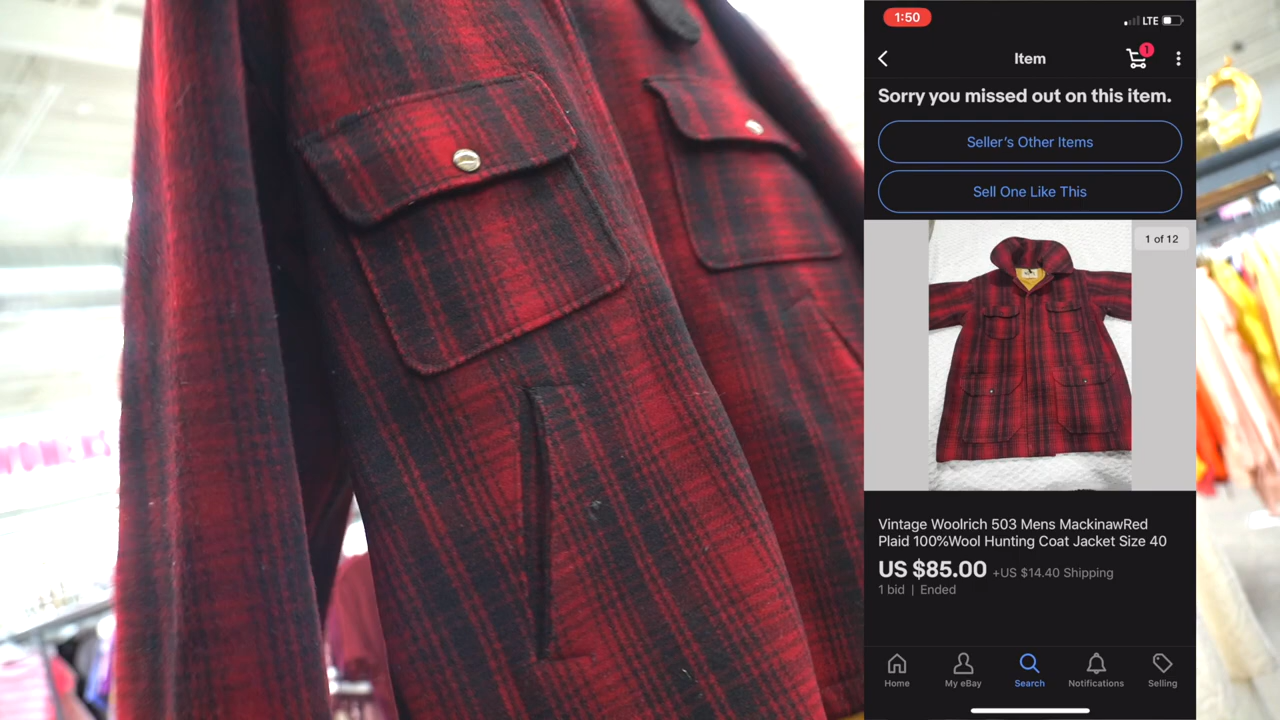 1:50
LTE
Item
1
Sorry you missed out on this item.
Seller's Other Items
Sell One Like This
1 of 12
Vintage Woolrich 503 Mens MackinawRed
Plaid 100%Wool Hunting Coat Jacket Size 40
US $85.00 +US $14.40 Shipping
1 bid | Ended
Home
My eBay
Search
Notifications
Selling